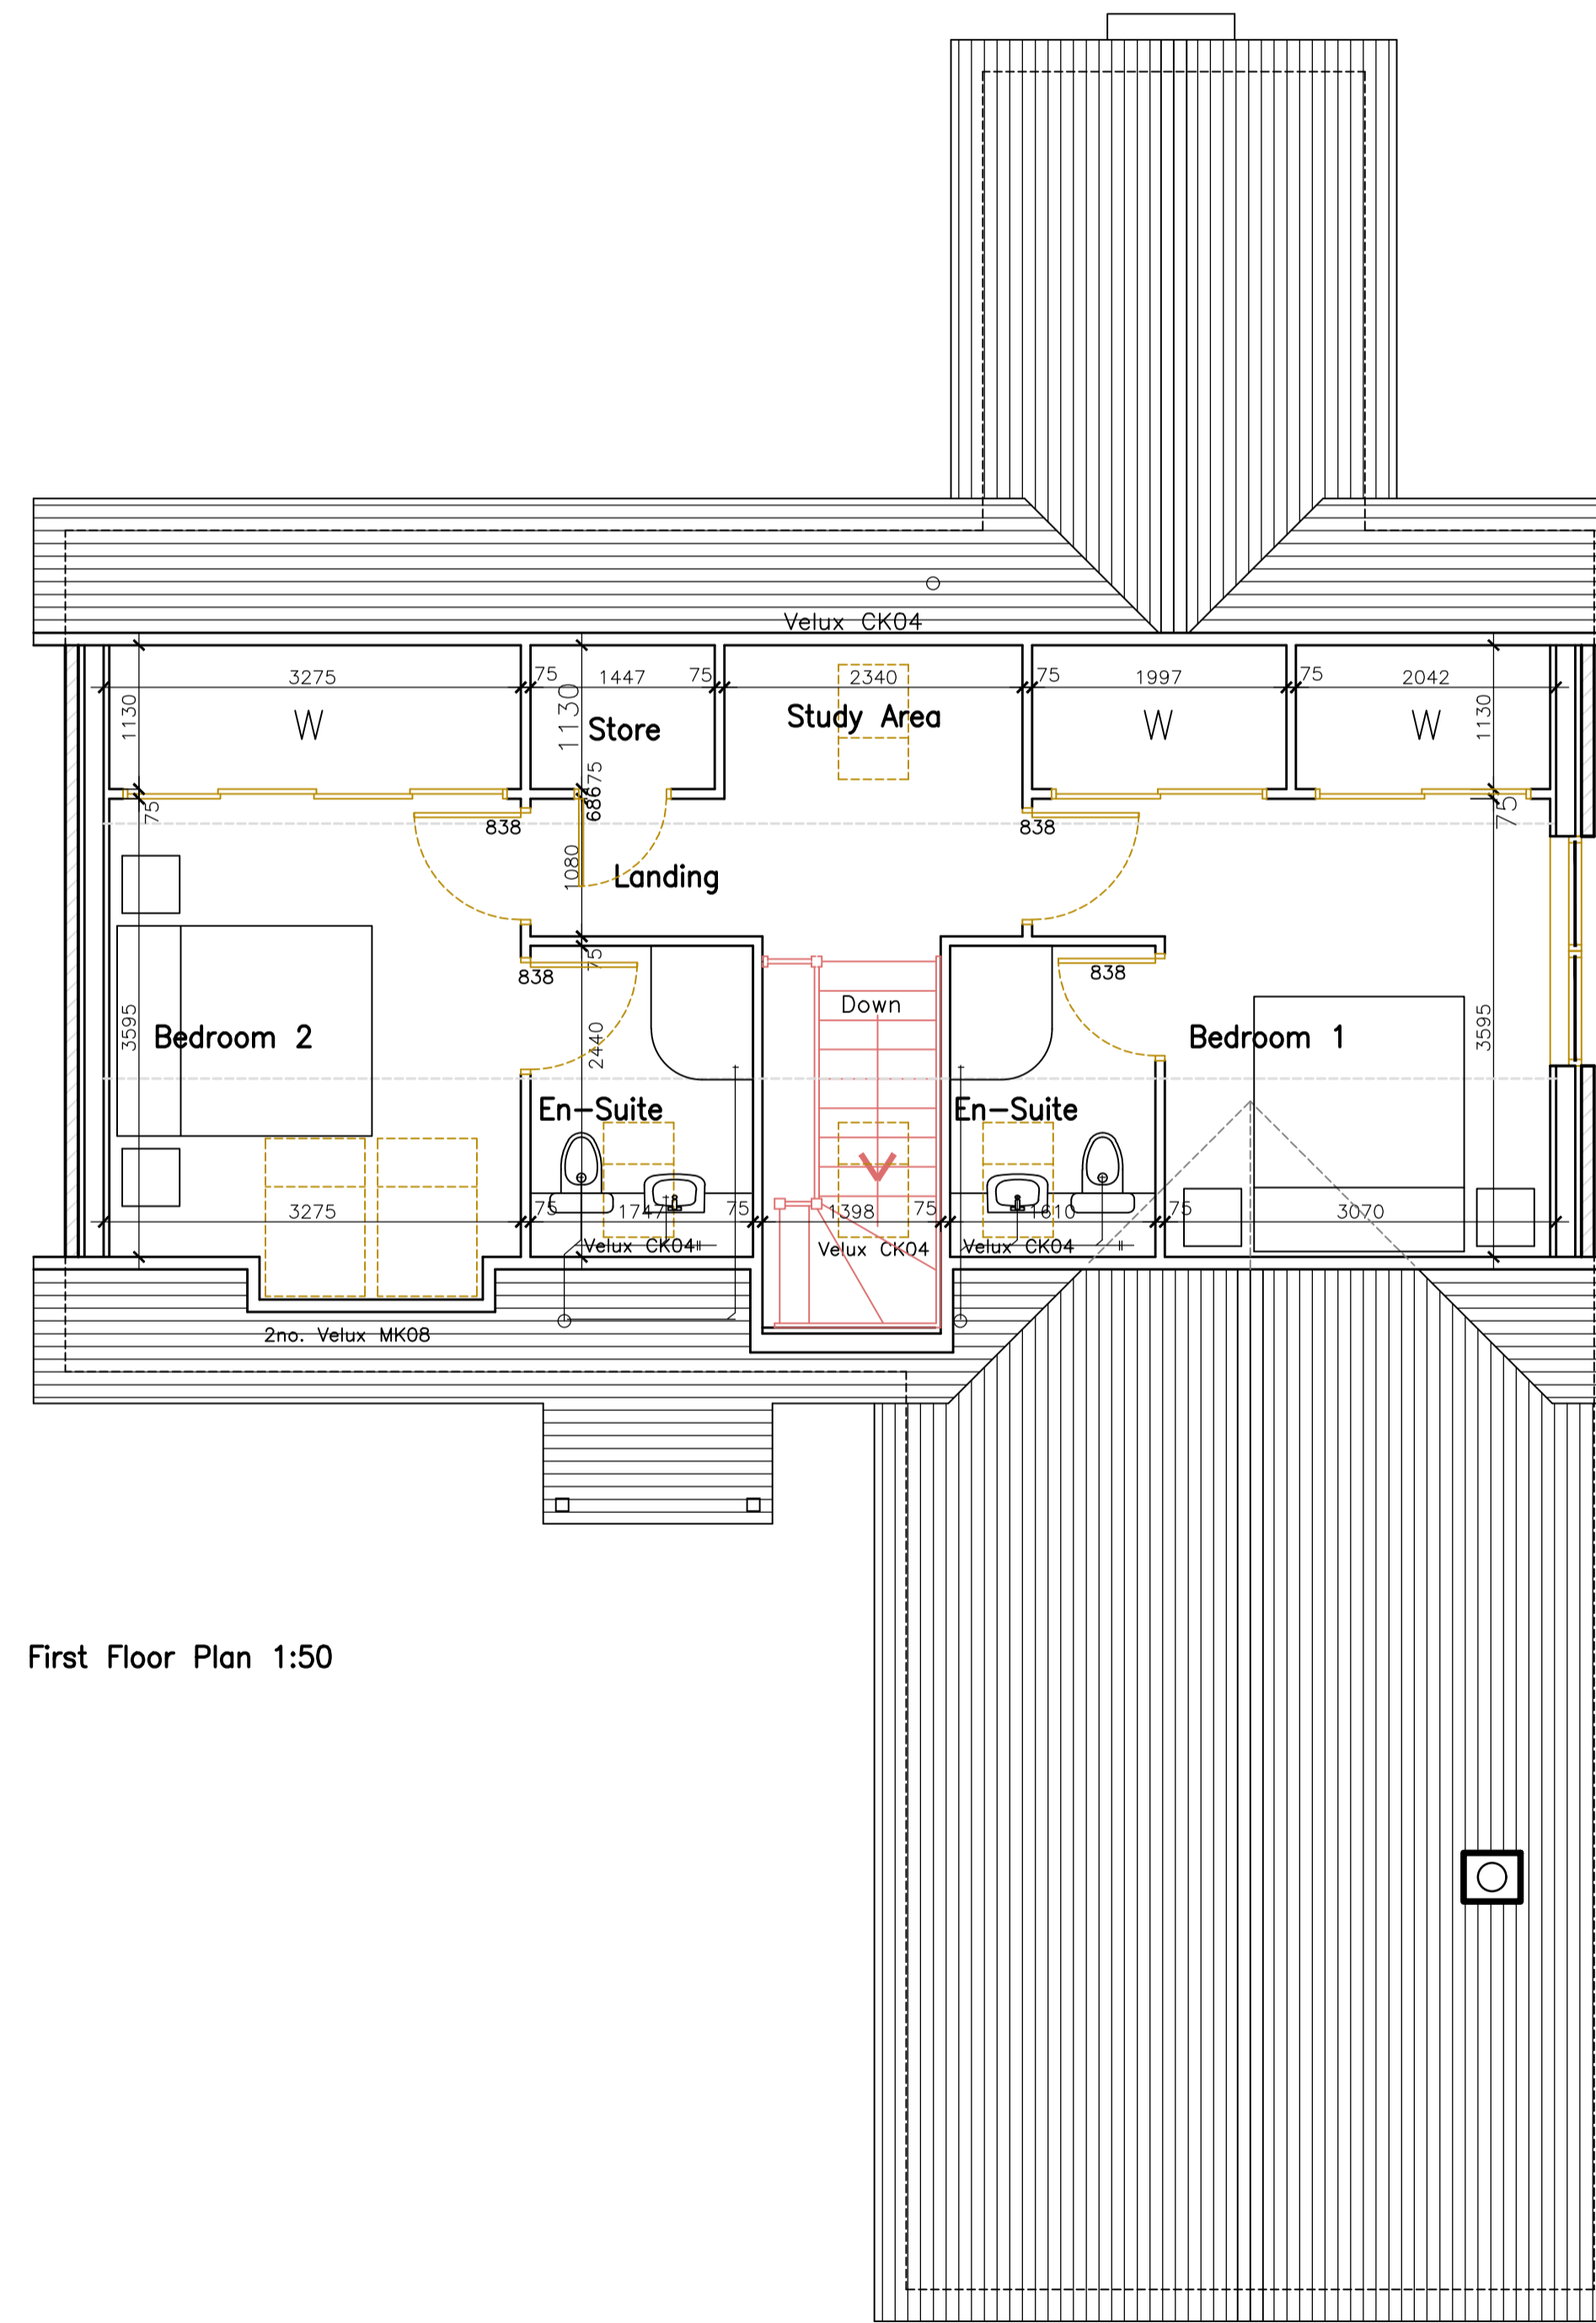 Velux CK04
3275
75
1447
75
2340
75
1997
75
2042
1130
1130
1130
W
Store
Study Area
W
W
75
75
686
75
838
838
1080
Landing
75
838
838
Down
3595
Bedroom 2
2440
Bedroom 1
3595
En-Suite
En-Suite
3275
75
1747
75
1398
75
1610
75
3070
Velux CK04
Velux CK04
Velux CK04
2no. Velux MK08
First Floor Plan 1:50